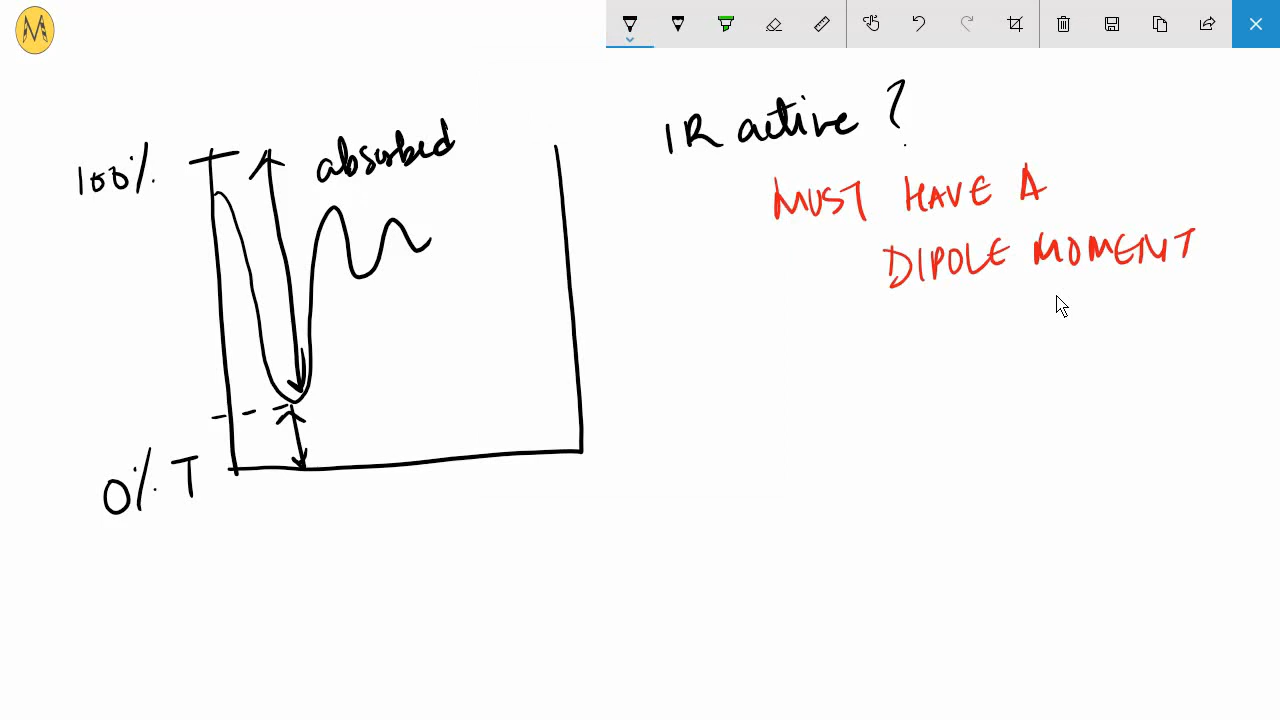 M
100%
absorbed
0% T
IR active ?
MUST HAVE A
DIPOLE MOMENT